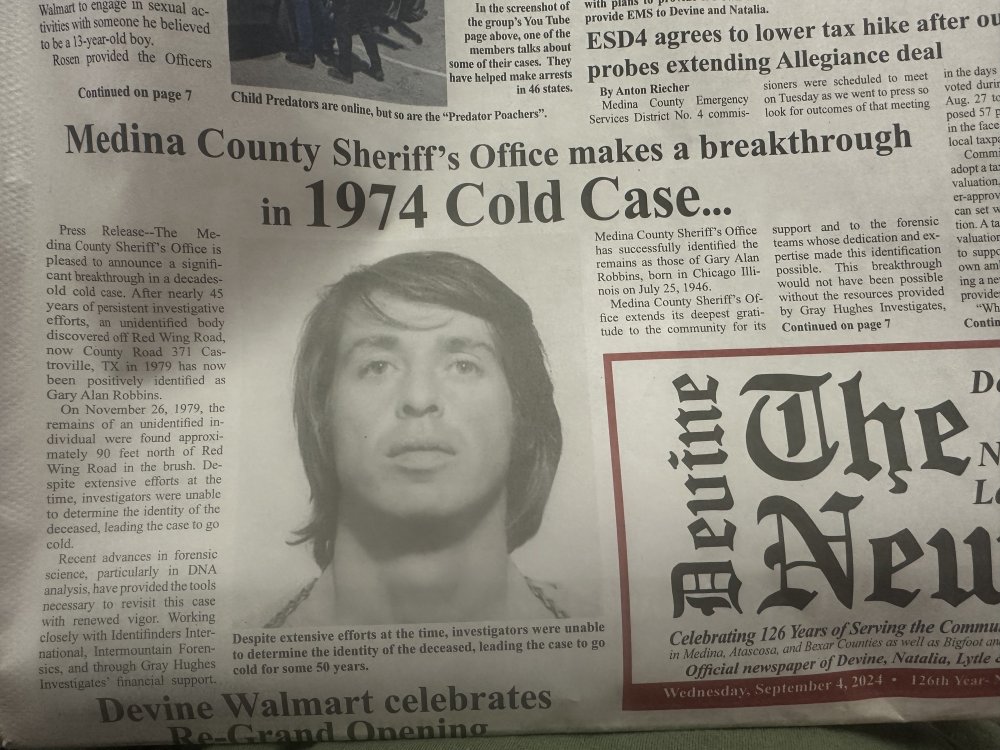 Walmart to engage in sexual ac-
tivities with someone he believed
to be a 13-year-old boy.
Rosen provided the Officers
Continued on page 7
Child Predators are online, but so are the “Predator Poachers”.
In the screenshot of
the group's You Tube
page above, one of the
members talks about
some of their cases. They
have helped make arrests
in 46 states.
provide EMS to Devine and Natalia.
ESD4 agrees to lower tax hike after
probes extending Allegiance deal
By Anton Riecher
Medina County Emergency
Services District No. 4 commis-
sioners were scheduled to meet
on Tuesday as we went to press so
look for outcomes of that meeting
in the days
voted
Aug. 27
posed 57
in the face
local
adopt a
valuation,
can set
tion. A
to
own
ing a
“Wh
Medina County Sheriff's Office makes a breakthrough
in 1974 Cold Case...
Press Release--The Me-
dina County Sheriff's Office is
pleased to announce a signifi-
cant breakthrough in a decades-
old cold case. After nearly 45
years of persistent investigative
efforts, an unidentified body
discovered off Red Wing Road,
now County Road 371 Cas-
troville, TX in 1979 has now
been positively identified as
Gary Alan Robbins.
On November 26, 1979, the
remains of an unidentified in-
dividual were found approxi-
mately 90 feet north of Red
Wing Road in the brush. De-
spite extensive efforts at the
time, investigators were unable
to determine the identity of the
deceased, leading the case to go
cold.
Recent advances in forensic
science, particularly in DNA
analysis, have provided the tools
necessary to revisit this case
with renewed vigor. Working
closely with Identifinders Inter-
national, Intermountain Foren-
sics, and through Gray Hughes
Investigates' financial support.
Despite extensive efforts at the time, investigators were unable
to determine the identity of the deceased, leading the case to go
cold for some 50 years.
Medina County Sheriff's Office
has successfully identified the
remains as those of Gary Alan
Robbins, born in Chicago Illi-
nois on July 25, 1946.
Medina County Sheriff's Of-
fice extends its deepest grati-
tude to the community for its
support and to the forensic
teams whose dedication and ex-
pertise made this identification
possible. This breakthrough
would not have been possible
without the resources provided
by Gray Hughes Investigates,
Continued on page 7
Devine
The
New
Celebrating 126 Years of Serving the
in Medina, Atascosa, and Bexar Counties as well as Bigfoot
Official newspaper of Devine, Natalia, Lytle
Wednesday, September 4, 2024 • 126th Year-
Devine Walmart celebrates
Re-Grand Opening